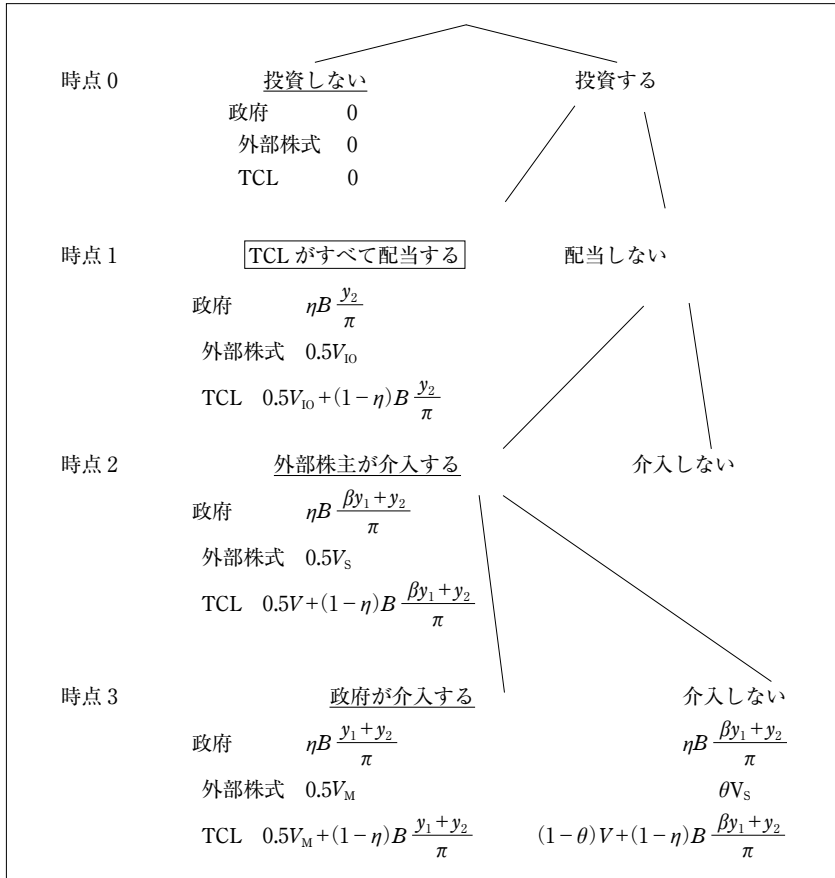 時点 0 投資しない 投資する
政府 0
外部株式 0
TCL 0
時点 1 TCL がすべて配当する 配当しない
政府 ηB y₂/π
外部株式 0.5V_IO
TCL 0.5V_IO+(1−η)B y₂/π
時点 2 外部株主が介入する 介入しない
政府 ηB βy₁+y₂/π
外部株式 0.5V_S
TCL 0.5V+(1−η)B βy₁+y₂/π
時点 3 政府が介入する 介入しない
政府 ηB y₁+y₂/π ηB βy₁+y₂/π
外部株式 0.5V_M θV_S
TCL 0.5V_M+(1−η)B y₁+y₂/π (1−θ)V+(1−η)B βy₁+y₂/π